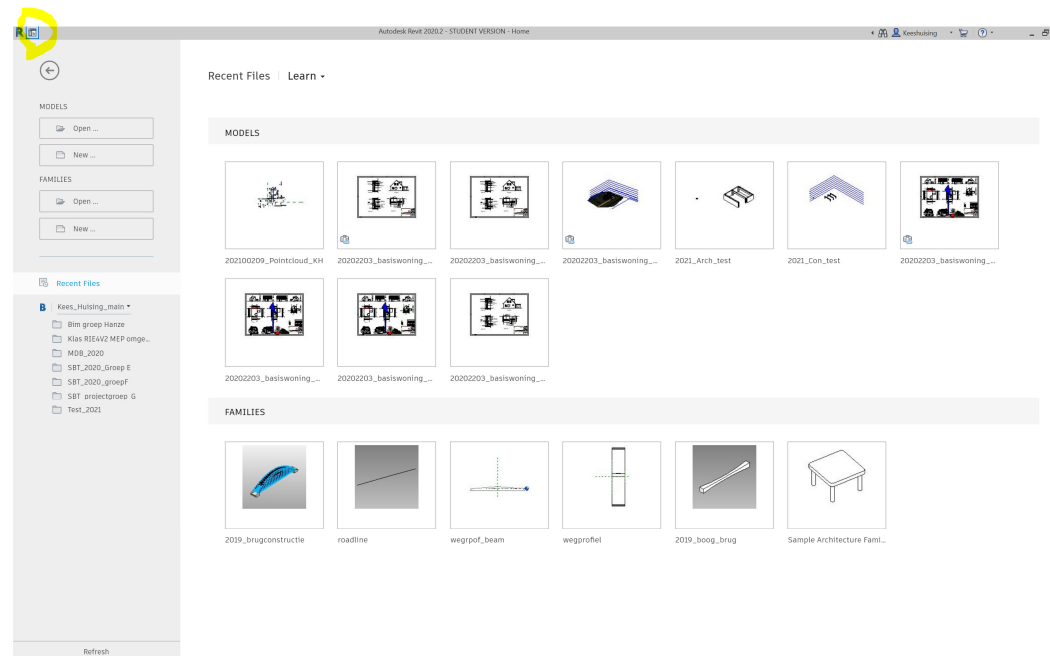 R
Autodesk Revit 2020.2 - STUDENT VERSION - Home
Keeshuising
?
Recent Files
Learn
MODELS
Open ...
New ...
FAMILIES
Open ...
New ...
Recent Files
B
Kees_Huising_main
Bim groep Hanze
Klas RIE4V2 MEP omge...
MDB_2020
SBT_2020_Groep E
SBT_2020_groepF
SBT projectgroep G
Test_2021
Refresh
MODELS
202100209_Pointcloud_KH
20202203_basiswoning_...
20202203_basiswoning_...
20202203_basiswoning_...
2021_Arch_test
2021_Con_test
20202203_basiswoning_...
20202203_basiswoning_...
20202203_basiswoning_...
20202203_basiswoning_...
FAMILIES
2019_brugconstructie
roadline
wegrpof_beam
wegprofiel
2019_boog_brug
Sample Architecture Fami...